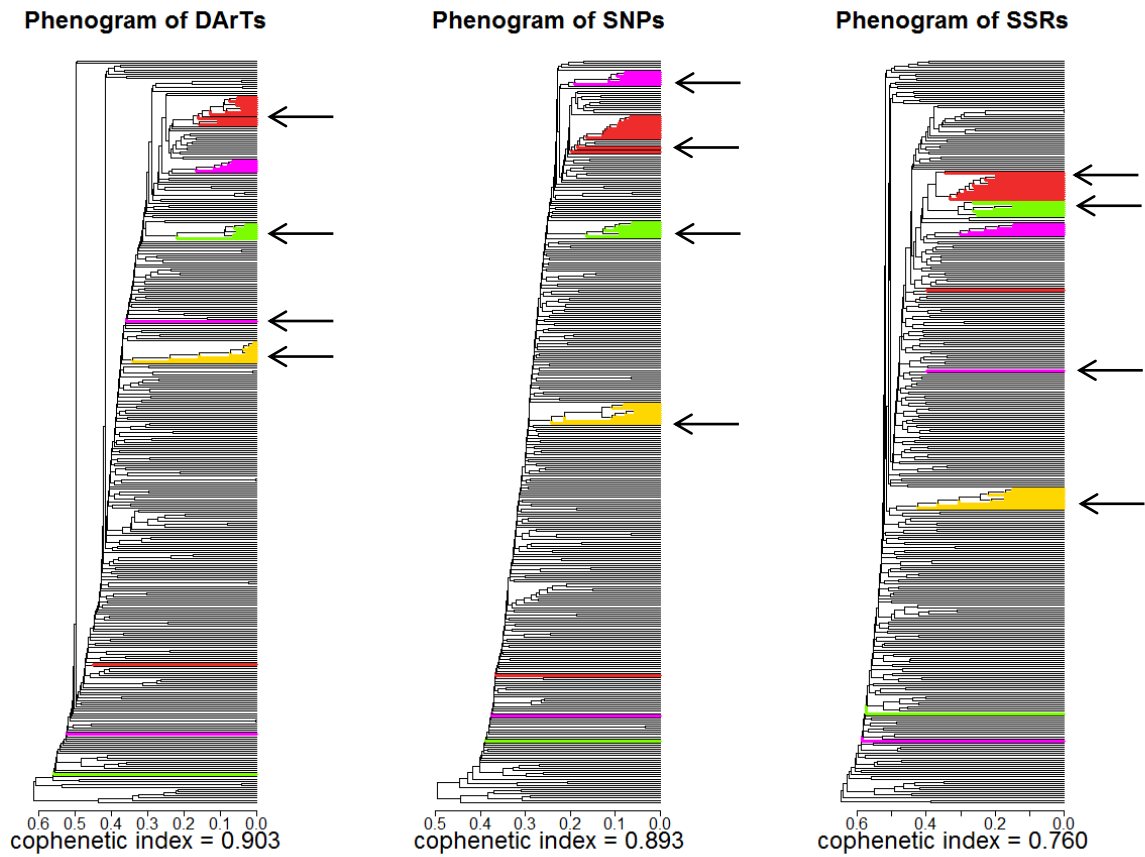 Phenogram of DArTs
Phenogram of SNPs
Phenogram of SSRs
0.6 0.5 0.4 0.3 0.2 0.1 0.0
0.5 0.4 0.3 0.2 0.1 0.0
0.6 0.4 0.2 0.0
cophenetic index = 0.903
cophenetic index = 0.893
cophenetic index = 0.760